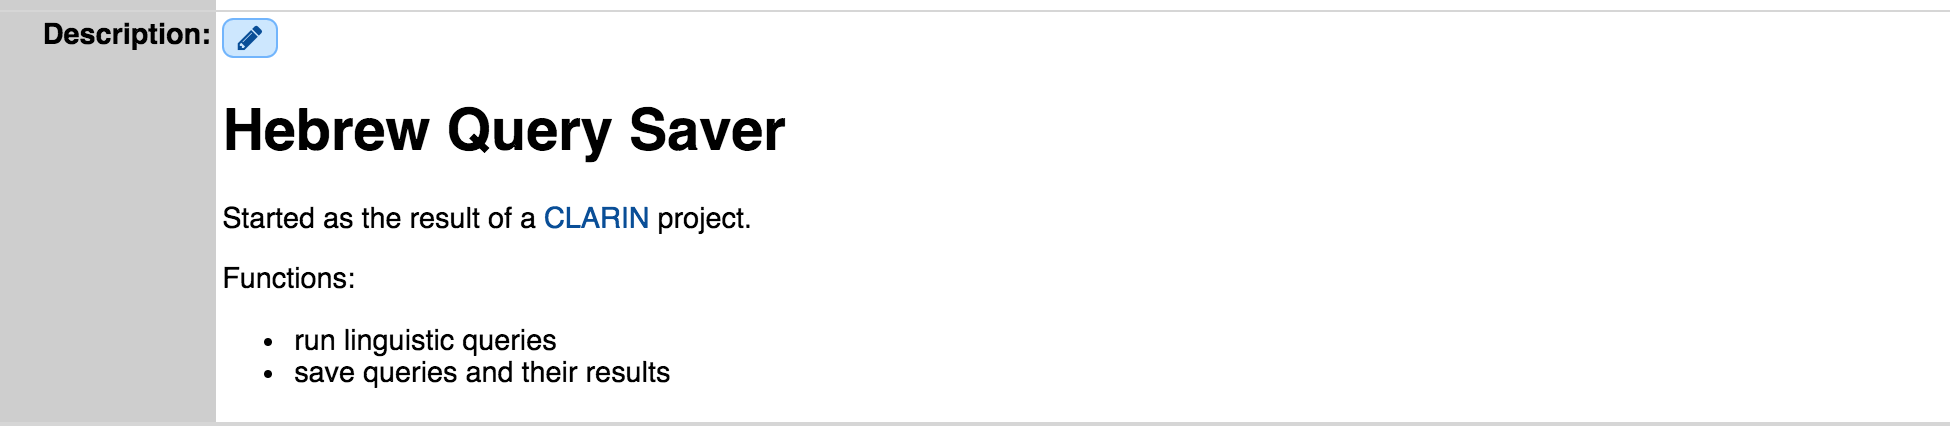 Description:
Hebrew Query Saver
Started as the result of a CLARIN project.
Functions:
• run linguistic queries
• save queries and their results